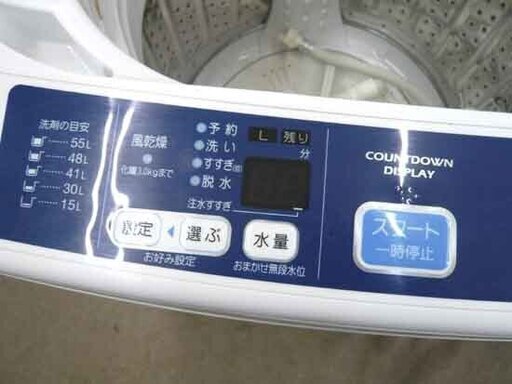 洗剤の目安
55L
48L
41L
30L
15L
風乾燥
化繊3.0kgまで
予約
洗い
すすぎ(回)
脱水
注水すすぎ
L
残り
分
設定
選ぶ
お好み設定
水量
おまかせ無段水位
COUNTDOWN
DISPLAY
スタート
一時停止